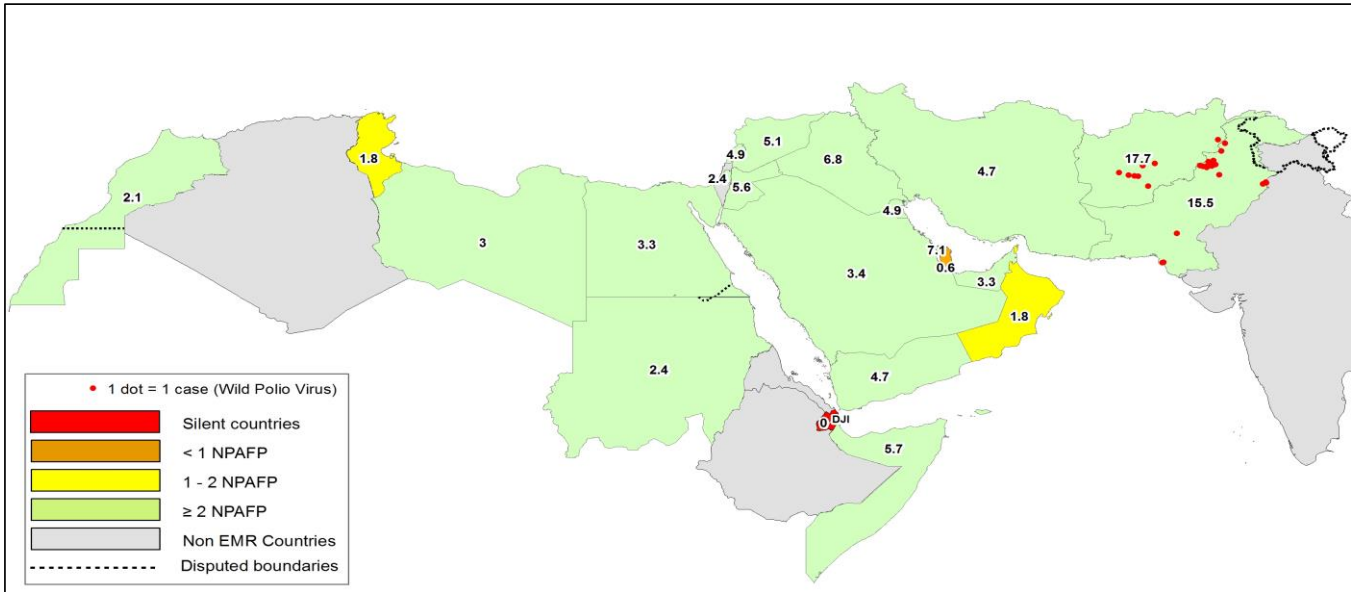 1.8
2.1
3
3.3
2.4
4.9
5.1
2.4
5.6
6.8
4.7
4.9
7.1
0.6
3.4
3.3
1.8
4.7
17.7
15.5
0
DJI
5.7
1 dot = 1 case (Wild Polio Virus)
Silent countries
< 1 NPAFP
1 - 2 NPAFP
≥ 2 NPAFP
Non EMR Countries
Disputed boundaries